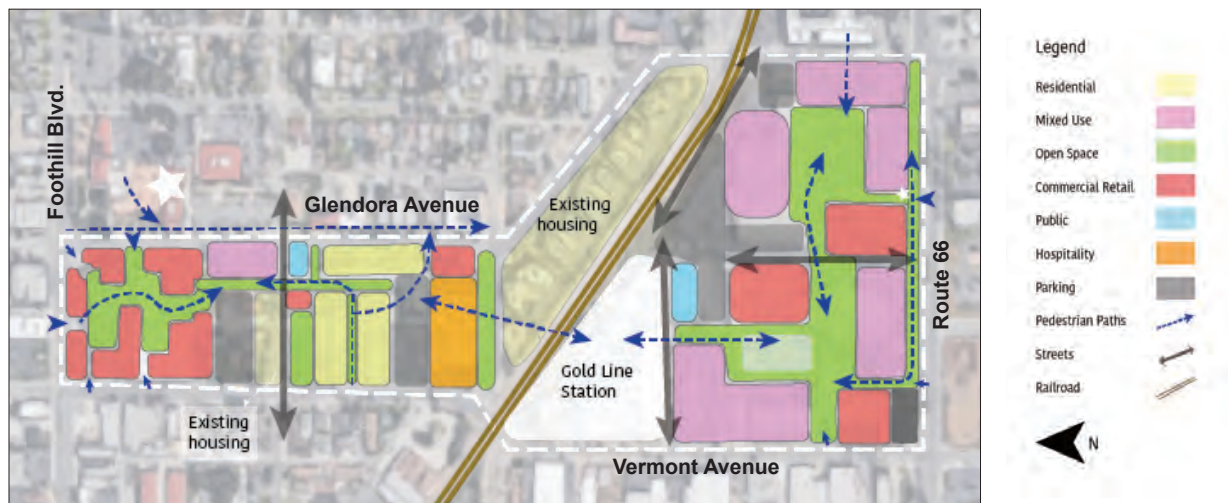 Foothill Blvd.
Glendora Avenue
Existing
housing
Existing
housing
Gold Line
Station
Route 66
Vermont Avenue
Legend
Residential
Mixed Use
Open Space
Commercial Retail
Public
Hospitality
Parking
Pedestrian Paths
Streets
Railroad
N